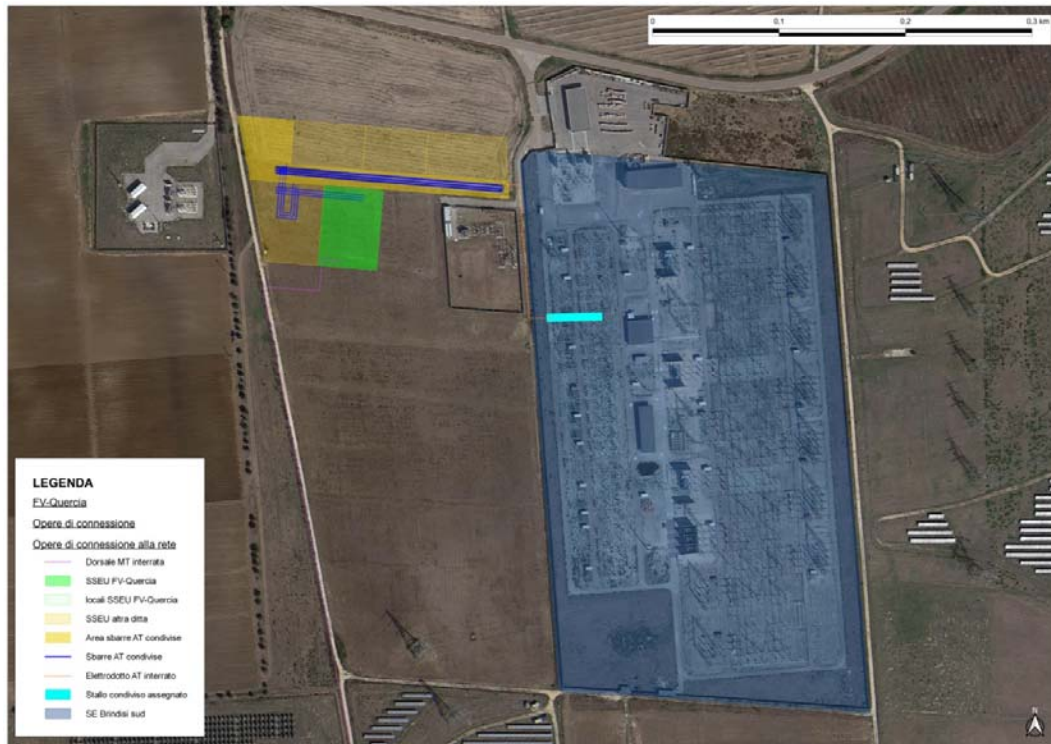 0 0.1 0.2 0.3 km
LEGENDA
FV-Quercia
Opere di connessione
Opere di connessione alla rete
Dorsale MT interrata
SSEU FV-Quercia
locali SSEU FV-Quercia
SSEU altra ditta
Area sbarre AT condivise
Sbarre AT condivise
Elettrodotto AT interrato
Stallo condiviso assegnato
SE Brindisi sud
N